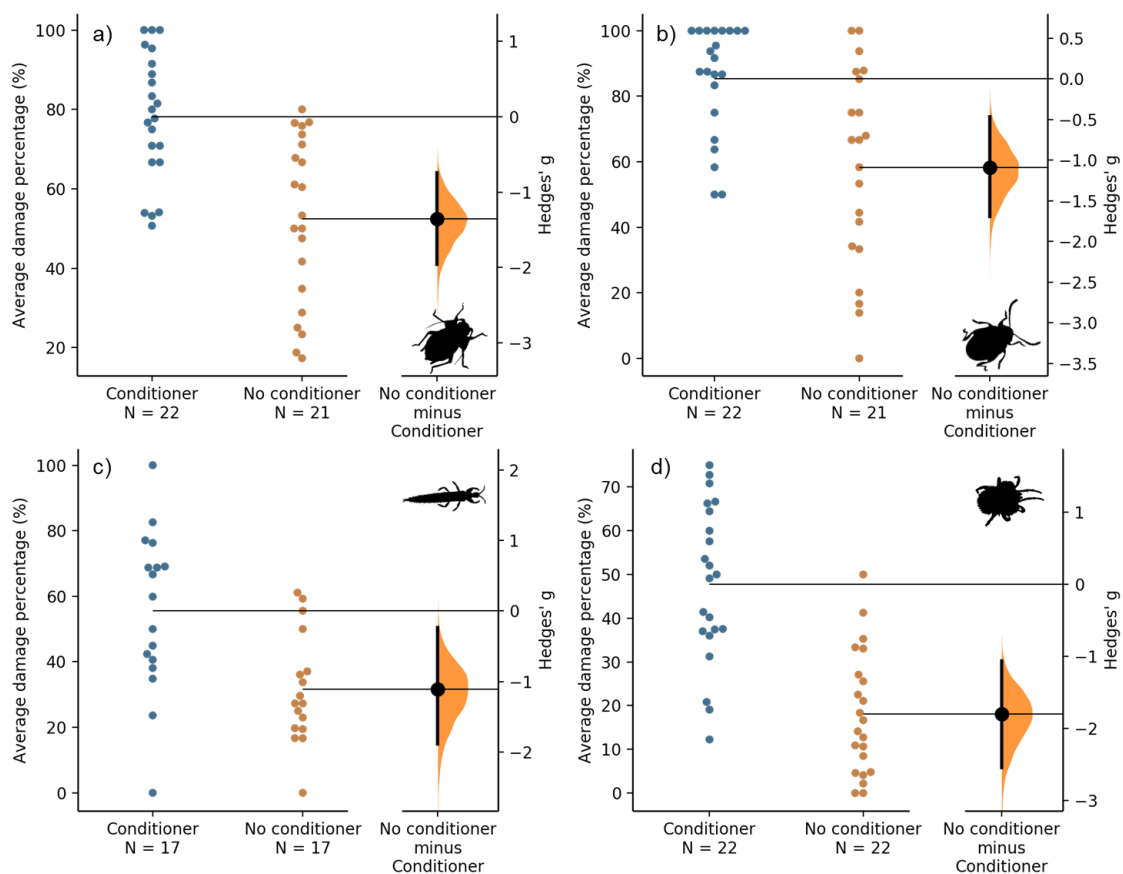 a)
Average damage percentage (%)
100
80
60
40
20
1
0
−1
−2
−3
Hedges' g
Conditioner
N = 22
No conditioner
N = 21
No conditioner
minus
Conditioner
b)
Average damage percentage (%)
100
80
60
40
20
0
0.5
0.0
−0.5
−1.0
−1.5
−2.0
−2.5
−3.0
−3.5
Hedges' g
Conditioner
N = 22
No conditioner
N = 21
No conditioner
minus
Conditioner
c)
Average damage percentage (%)
100
80
60
40
20
0
2
1
0
−1
−2
Hedges' g
Conditioner
N = 17
No conditioner
N = 17
No conditioner
minus
Conditioner
d)
Average damage percentage (%)
70
60
50
40
30
20
10
0
1
0
−1
−2
−3
Hedges' g
Conditioner
N = 22
No conditioner
N = 22
No conditioner
minus
Conditioner